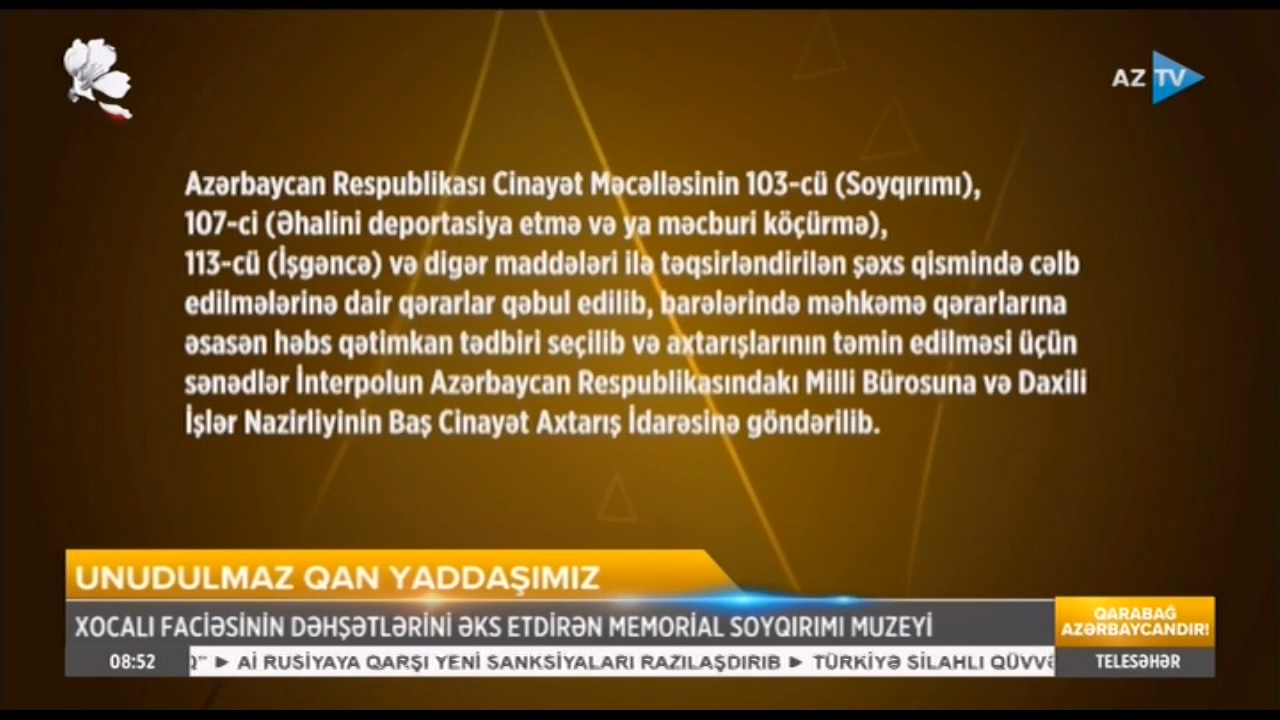 AZ TV
Azərbaycan Respublikası Cinayət Məcəlləsinin 103-cü (Soyqırımı),
107-ci (Əhalini deportasiya etmə və ya məcburi köçürmə),
113-cü (İşgəncə) və digər maddələri ilə təqsirləndirilən şəxs qismində cəlb
edilmələrinə dair qərarlar qəbul edilib, barələrində məhkəmə qərarlarına
əsasən həbs qətimkan tədbiri seçilib və axtarışlarının təmin edilməsi üçün
sənədlər İnterpolun Azərbaycan Respublikasındakı Milli Bürosuna və Daxili
İşlər Nazirliyinin Baş Cinayət Axtarış İdarəsinə göndərilib.
UNUDULMAZ QAN YADDAŞIMIZ
XOCALI FACİƏSİNİN DƏHŞƏTLƏRİNİ ƏKS ETDİRƏN MEMORİAL SOYQIRIMI MUZEYİ
QARABAĞ
AZƏRBAYCANDIR!
08:52
" ► Aİ RUSİYAYA QARŞI YENİ SANKSİYALARI RAZILAŞDIRIB ► TÜRKİYƏ SİLAHLI
TELESƏHƏR